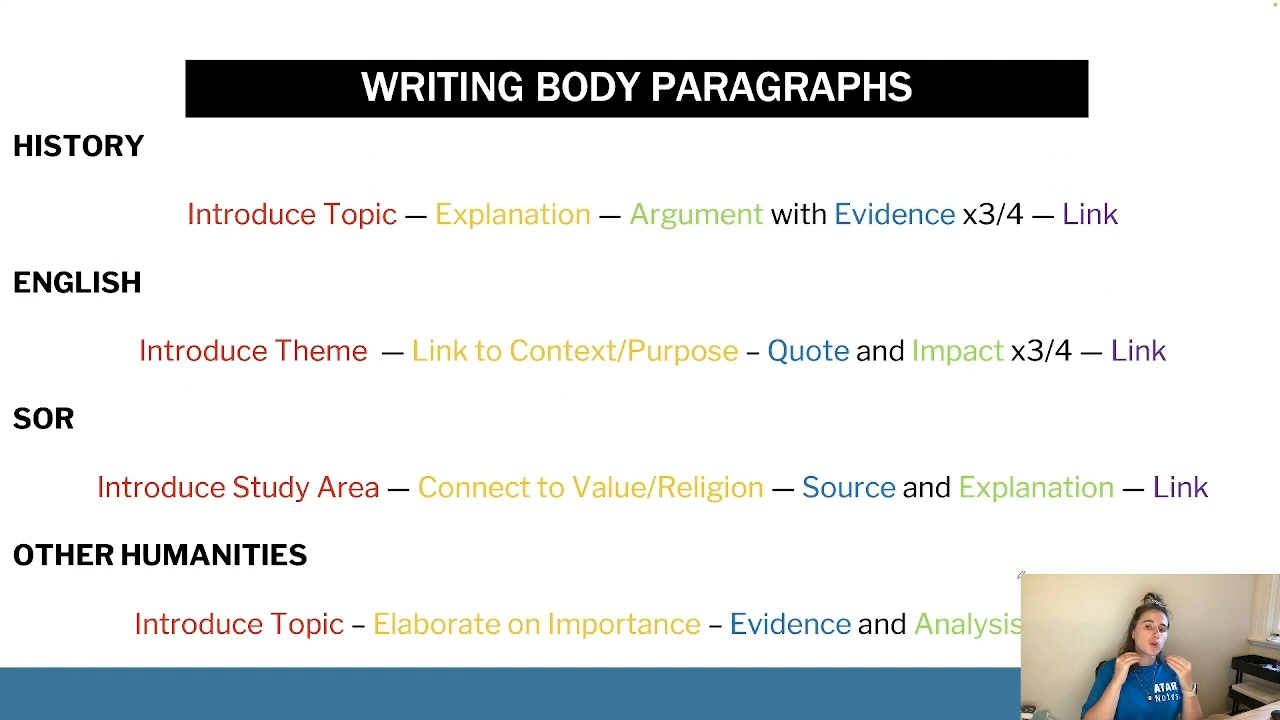 WRITING BODY PARAGRAPHS
HISTORY
Introduce Topic — Explanation — Argument with Evidence x3/4 — Link
ENGLISH
Introduce Theme — Link to Context/Purpose – Quote and Impact x3/4 — Link
SOR
Introduce Study Area — Connect to Value/Religion — Source and Explanation — Link
OTHER HUMANITIES
Introduce Topic – Elaborate on Importance – Evidence and Analysis
ATAR
Notes